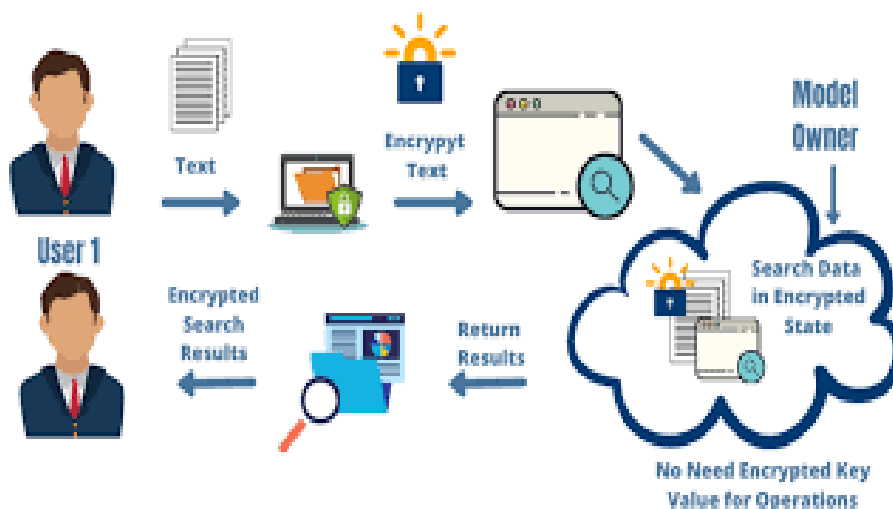 Text
Encrypyt
Text
Model
Owner
User 1
Search Data
in Encrypted
State
Encrypted
Search
Results
Return
Results
No Need Encrypted Key
Value for Operations